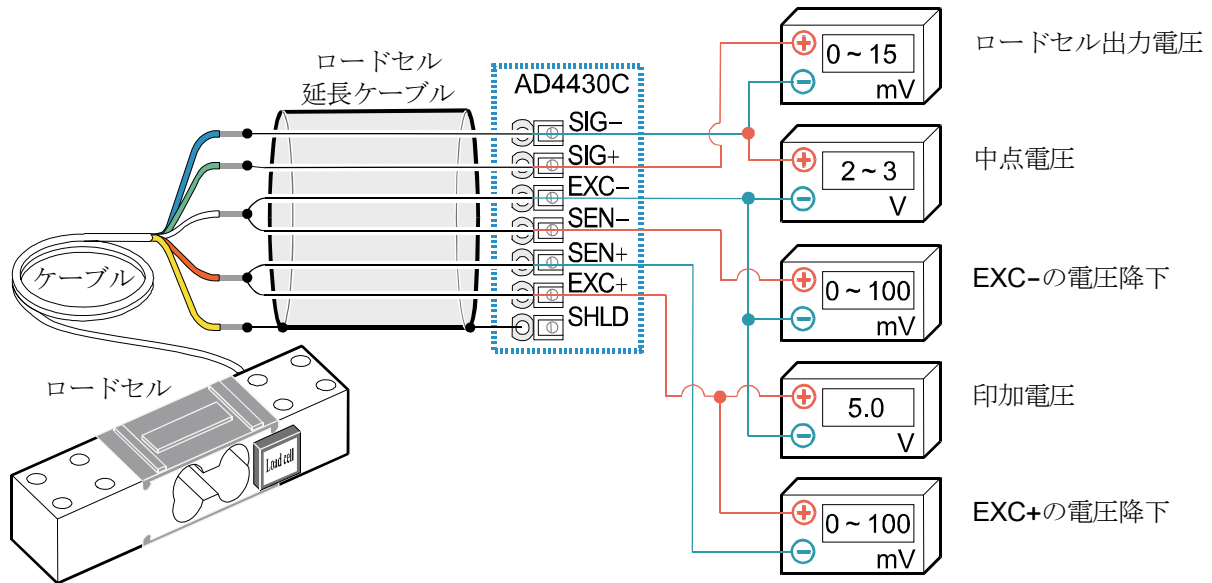 ロードセル
延長ケーブル
AD4430C
SIG−
SIG+
EXC−
SEN−
SEN+
EXC+
SHLD
ケーブル
ロードセル
Load cell
0 ~ 15
mV
ロードセル出力電圧
2 ~ 3
V
中点電圧
0 ~ 100
mV
EXC−の電圧降下
5.0
V
印加電圧
0 ~ 100
mV
EXC+の電圧降下